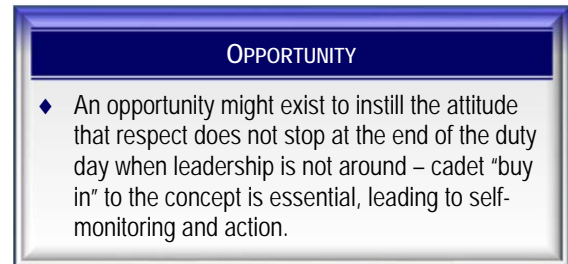 OPPORTUNITY
♦ An opportunity might exist to instill the attitude
that respect does not stop at the end of the duty
day when leadership is not around – cadet “buy
in” to the concept is essential, leading to self-
monitoring and action.